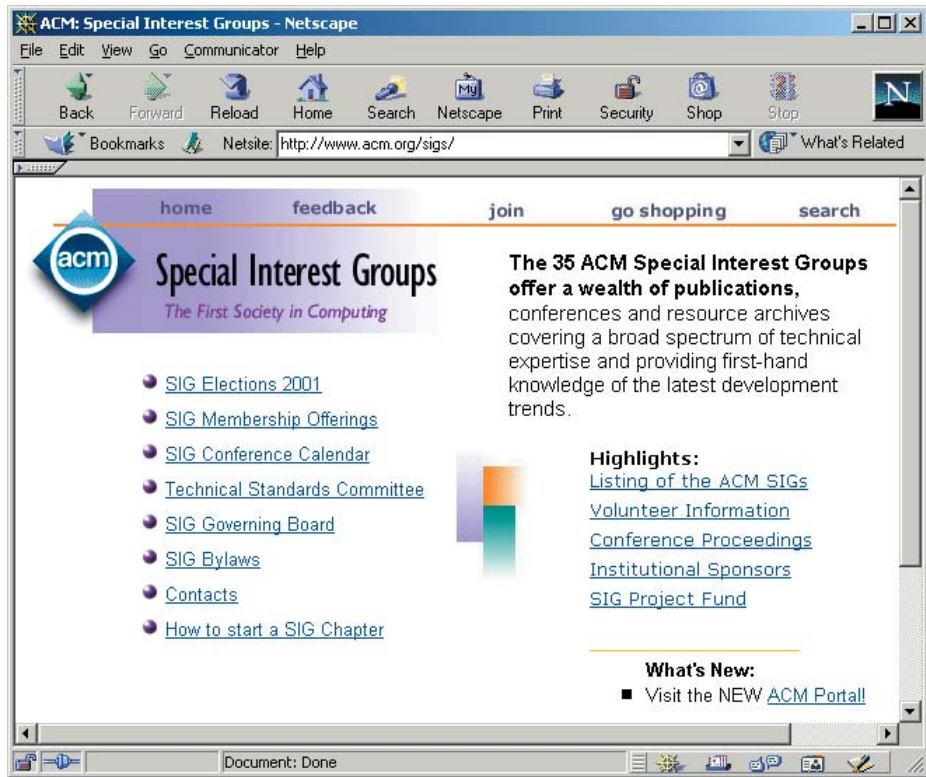 ACM: Special Interest Groups - Netscape
File Edit View Go Communicator Help
My
N
Back Forward Reload Home Search Netscape Print Security Shop Stop
Bookmarks Netsite: http://www.acm.org/sigs/ What's Related
home feedback join go shopping search
acm
Special Interest Groups
The First Society in Computing
The 35 ACM Special Interest Groups
offer a wealth of publications,
conferences and resource archives
covering a broad spectrum of technical
expertise and providing first-hand
knowledge of the latest development
trends.
SIG Elections 2001
SIG Membership Offerings
SIG Conference Calendar
Technical Standards Committee
SIG Governing Board
SIG Bylaws
Contacts
How to start a SIG Chapter
Highlights:
Listing of the ACM SIGs
Volunteer Information
Conference Proceedings
Institutional Sponsors
SIG Project Fund
What's New:
Visit the NEW ACM Portal!
Document: Done